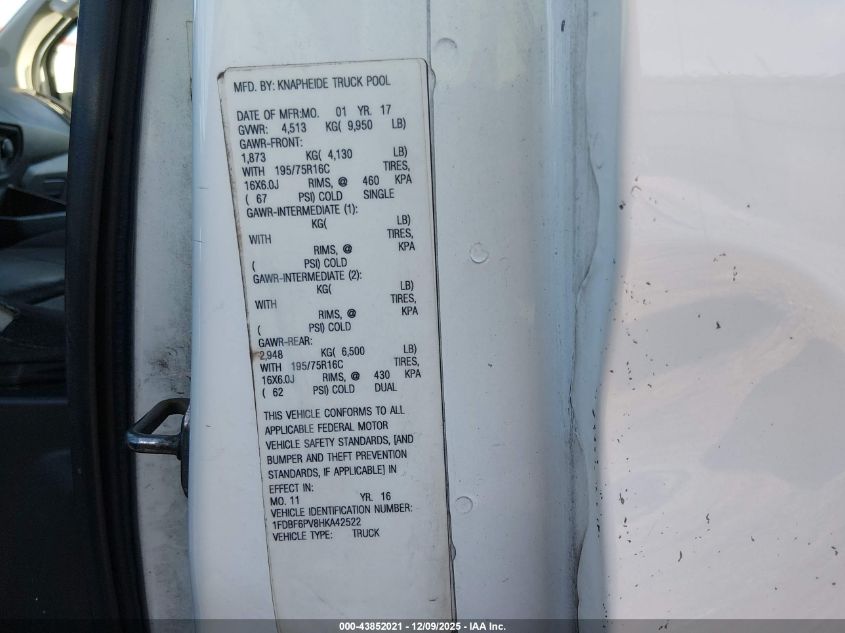 MFD. BY: KNAPHEIDE TRUCK POOL
DATE OF MFR:MO. 01 YR. 17
GVWR: 4,513 KG( 9,950 LB)
GAWR-FRONT:
1,873 KG( 4,130 LB)
WITH 195/75R16C TIRES,
16X6.0J RIMS, @ 460 KPA
( 67 PSI) COLD SINGLE
GAWR-INTERMEDIATE (1):
KG( LB)
WITH TIRES,
RIMS, @ KPA
( PSI) COLD
GAWR-INTERMEDIATE (2):
KG( LB)
WITH TIRES,
RIMS, @ KPA
( PSI) COLD
GAWR-REAR:
2,948 KG( 6,500 LB)
WITH 195/75R16C TIRES,
16X6.0J RIMS, @ 430 KPA
( 62 PSI) COLD DUAL
THIS VEHICLE CONFORMS TO ALL
APPLICABLE FEDERAL MOTOR
VEHICLE SAFETY STANDARDS, [AND
BUMPER AND THEFT PREVENTION
STANDARDS, IF APPLICABLE] IN
EFFECT IN:
MO. 11 YR. 16
VEHICLE IDENTIFICATION NUMBER:
1FDBF6PV8HKA42522
VEHICLE TYPE: TRUCK
000-43852021 - 12/09/2025 - IAA Inc.